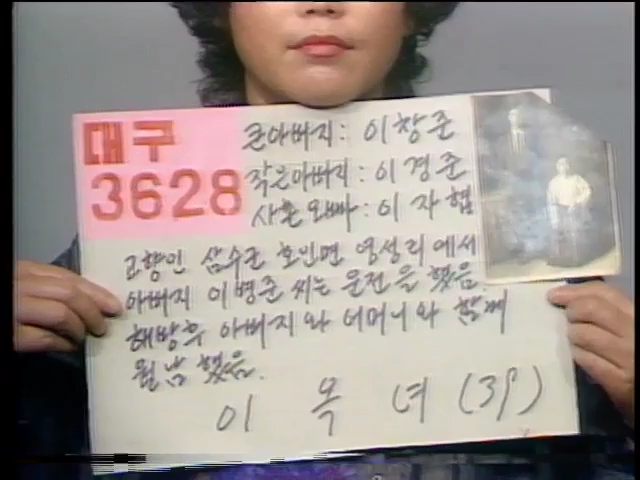 대구
3628
큰아버지: 이창준
작은아버지: 이경준
사촌오빠: 이자협
고향인 삼수군 호인면 영성리에서
아버지 이병준 씨는 운전을 했음.
해방후 아버지와 어머니와 함께
월남했음.
이 옥 녀 (39)